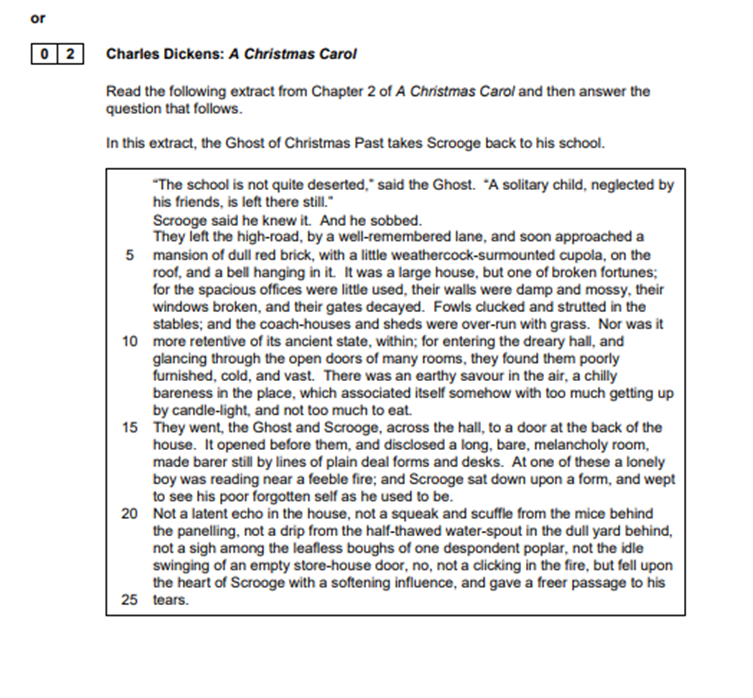 or
0 2 Charles Dickens: A Christmas Carol
Read the following extract from Chapter 2 of A Christmas Carol and then answer the
question that follows.
In this extract, the Ghost of Christmas Past takes Scrooge back to his school.
“The school is not quite deserted,” said the Ghost. “A solitary child, neglected by
his friends, is left there still.”
Scrooge said he knew it. And he sobbed.
They left the high-road, by a well-remembered lane, and soon approached a
5 mansion of dull red brick, with a little weathercock-surmounted cupola, on the
roof, and a bell hanging in it. It was a large house, but one of broken fortunes;
for the spacious offices were little used, their walls were damp and mossy, their
windows broken, and their gates decayed. Fowls clucked and strutted in the
stables; and the coach-houses and sheds were over-run with grass. Nor was it
10 more retentive of its ancient state, within; for entering the dreary hall, and
glancing through the open doors of many rooms, they found them poorly
furnished, cold, and vast. There was an earthy savour in the air, a chilly
bareness in the place, which associated itself somehow with too much getting up
by candle-light, and not too much to eat.
15 They went, the Ghost and Scrooge, across the hall, to a door at the back of the
house. It opened before them, and disclosed a long, bare, melancholy room,
made barer still by lines of plain deal forms and desks. At one of these a lonely
boy was reading near a feeble fire; and Scrooge sat down upon a form, and wept
to see his poor forgotten self as he used to be.
20 Not a latent echo in the house, not a squeak and scuffle from the mice behind
the panelling, not a drip from the half-thawed water-spout in the dull yard behind,
not a sigh among the leafless boughs of one despondent poplar, not the idle
swinging of an empty store-house door, no, not a clicking in the fire, but fell upon
the heart of Scrooge with a softening influence, and gave a freer passage to his
25 tears.